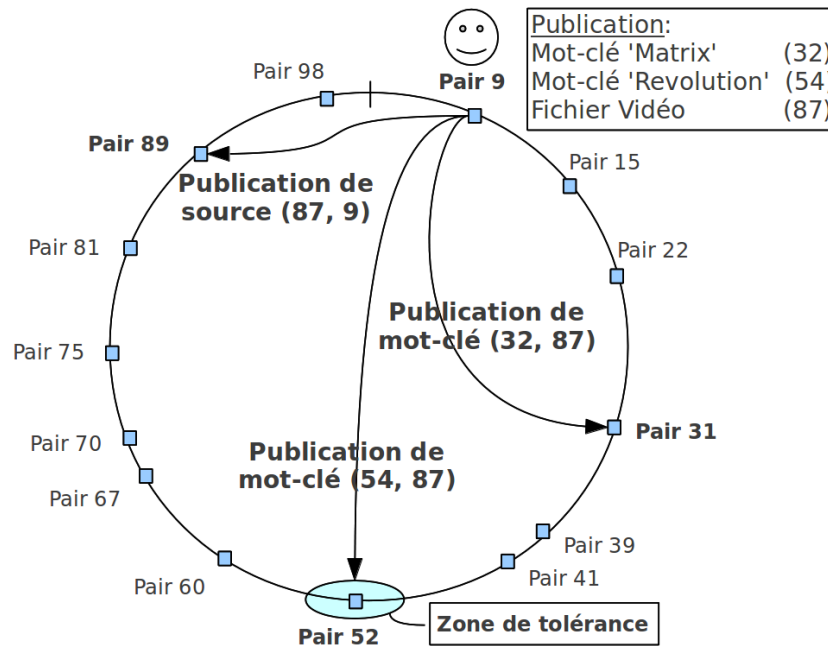 Publication:
Mot-clé 'Matrix' (32)
Mot-clé 'Revolution' (54)
Fichier Vidéo (87)
Pair 98
Pair 9
Pair 89
Pair 15
Publication de
source (87, 9)
Pair 81
Pair 22
Publication de
mot-clé (32, 87)
Pair 75
Pair 31
Pair 70
Publication de
mot-clé (54, 87)
Pair 67
Pair 39
Pair 41
Pair 60
Zone de tolérance
Pair 52